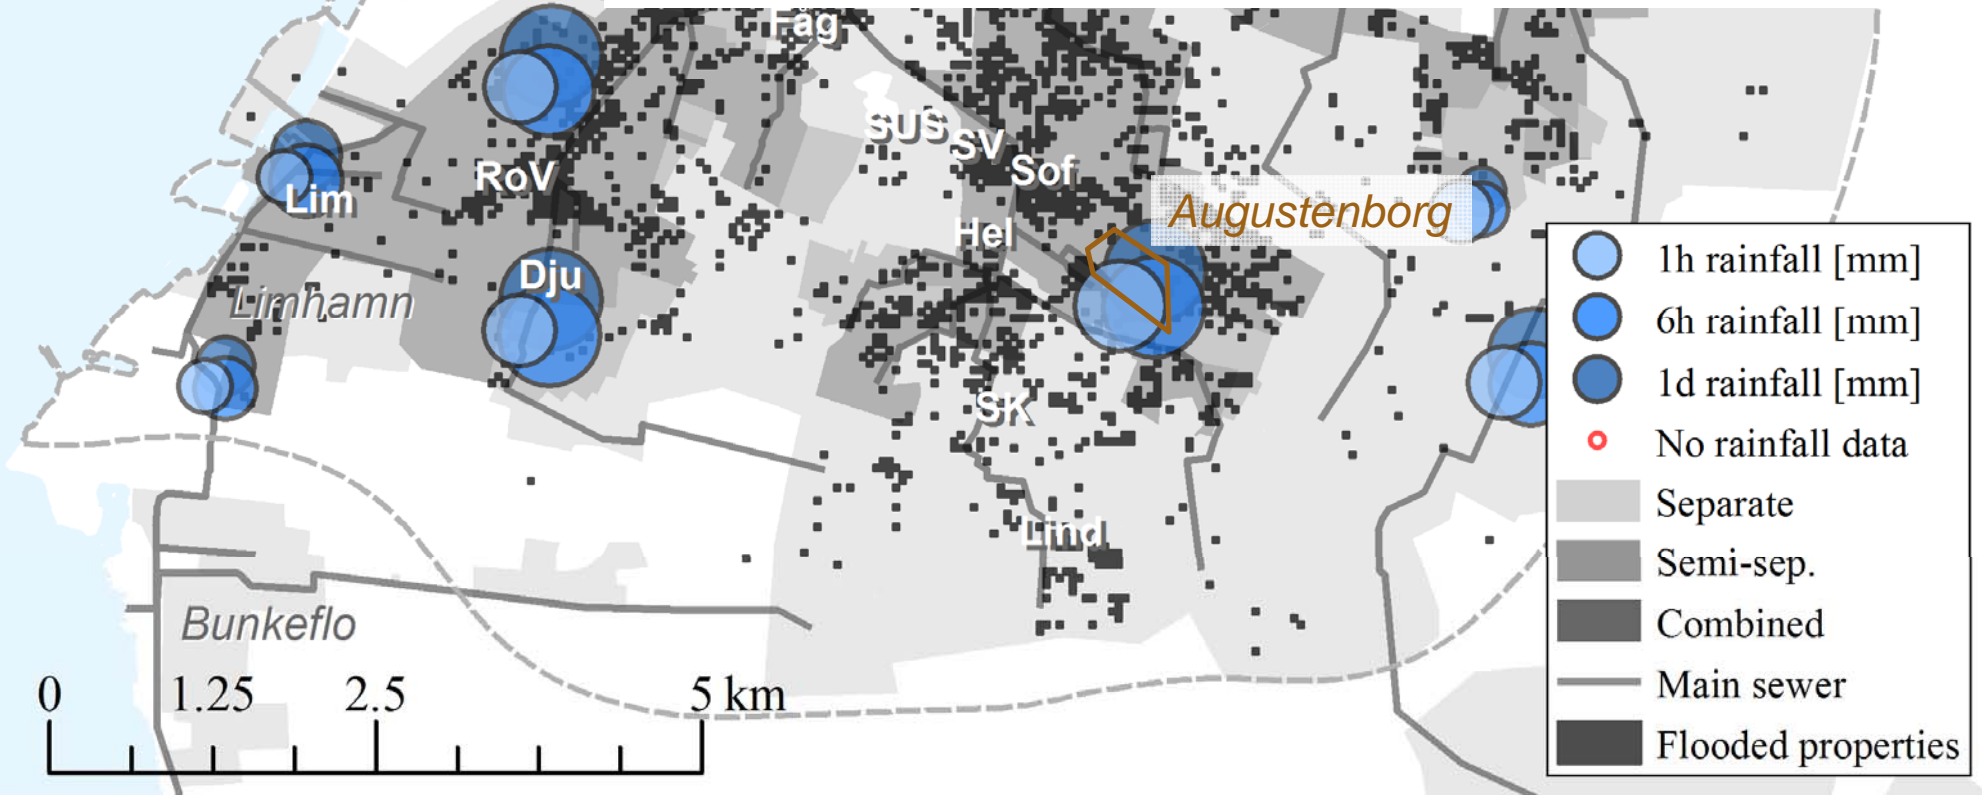 Fåg
SUS
SV
Sof
RoV
Lim
Augustenborg
Hel
Dju
Limhamn
SK
Lind
Bunkeflo
0 1.25 2.5 5 km
1h rainfall [mm]
6h rainfall [mm]
1d rainfall [mm]
No rainfall data
Separate
Semi-sep.
Combined
Main sewer
Flooded properties